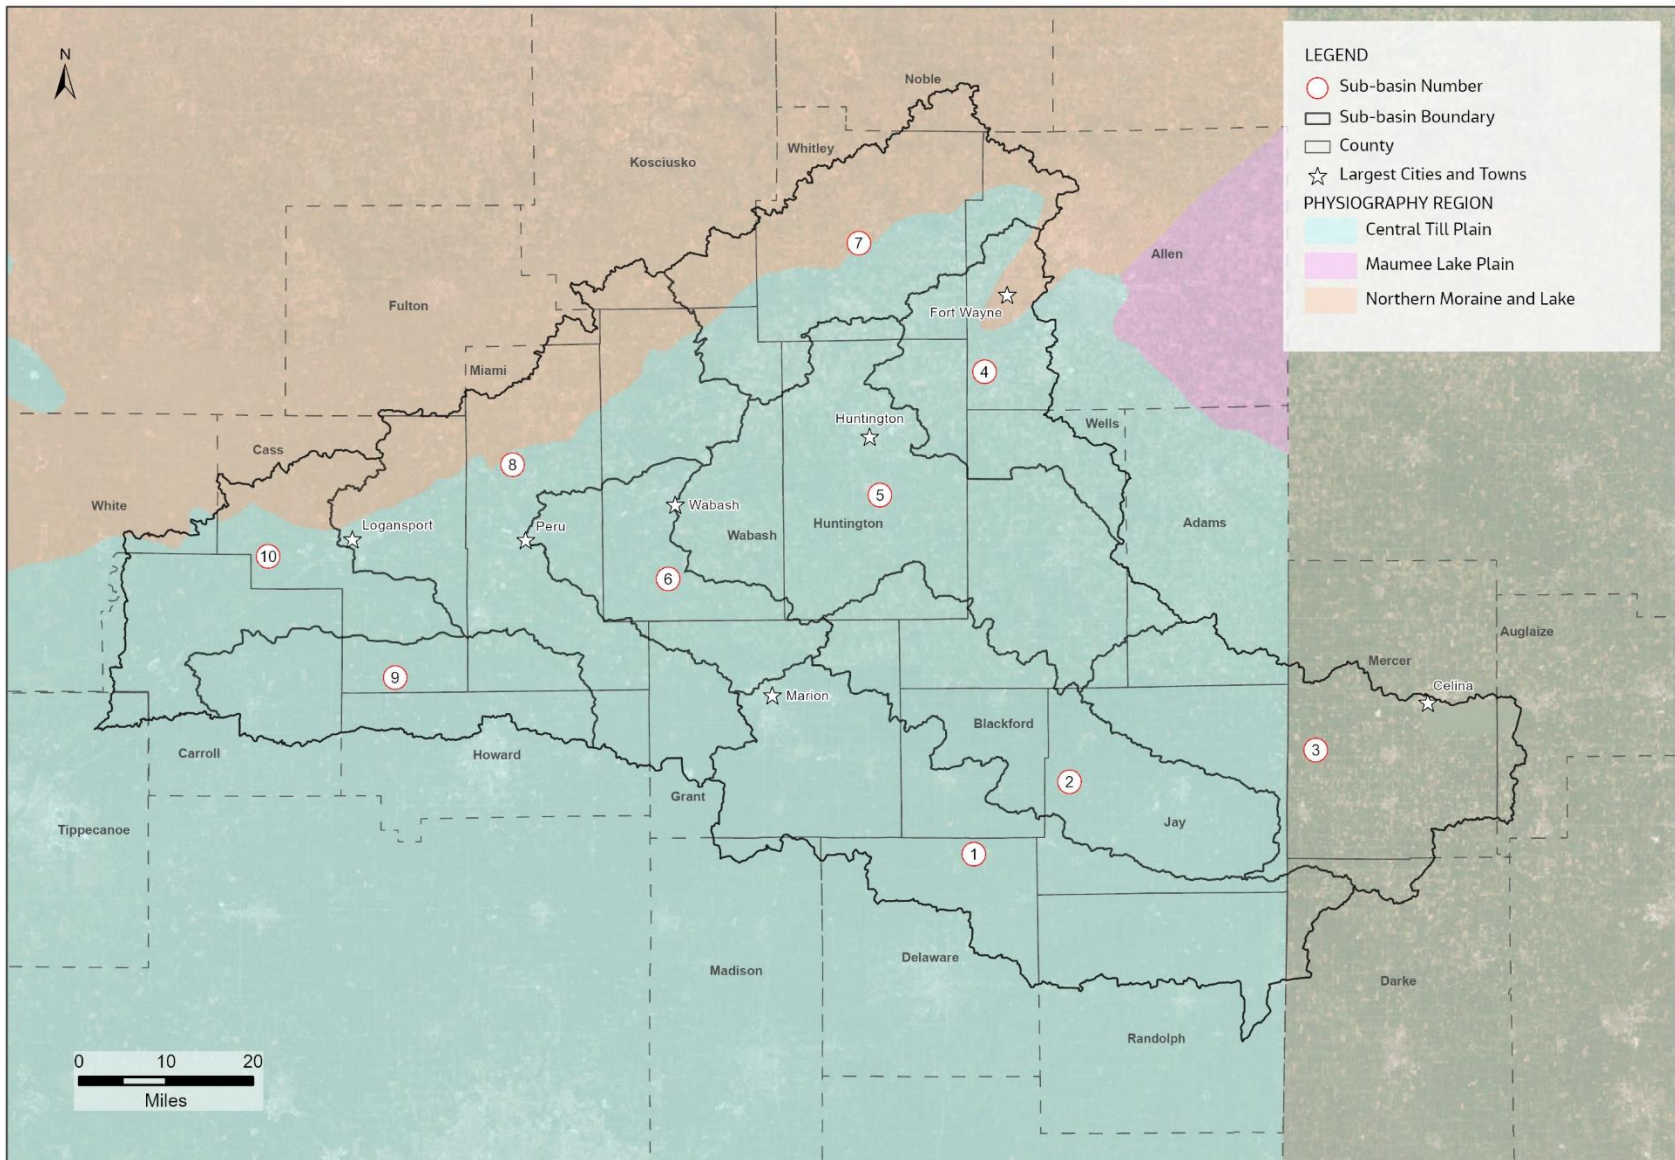 N
LEGEND
Sub-basin Number
Sub-basin Boundary
County
Largest Cities and Towns
PHYSIOGRAPHY REGION
Central Till Plain
Maumee Lake Plain
Northern Moraine and Lake
Noble
Whitley
Kosciusko
7
Allen
Fulton
Fort Wayne
Miami
4
Huntington
Wells
Cass
8
5
White
Wabash
Logansport
Peru
Huntington
Adams
Wabash
10
6
Auglaize
Mercer
9
Celina
Marion
Blackford
3
Carroll
Howard
2
Grant
Jay
Tippecanoe
1
Delaware
Madison
Darke
Randolph
0 10 20
Miles